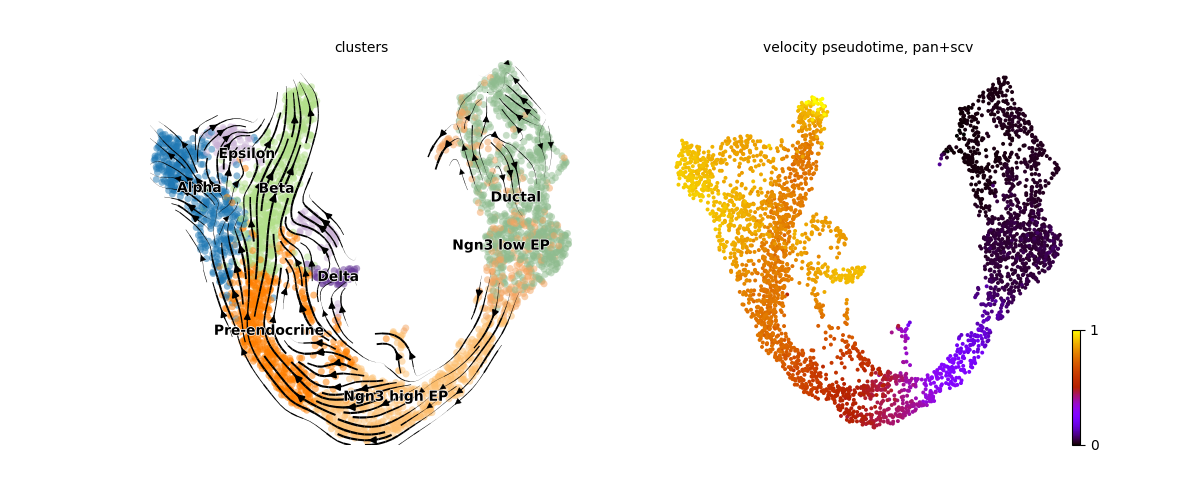 clusters
velocity pseudotime, pan+scv
Epsilon
Alpha
Beta
Ductal
Ngn3 low EP
Delta
Pre-endocrine
Ngn3 high EP
1
0